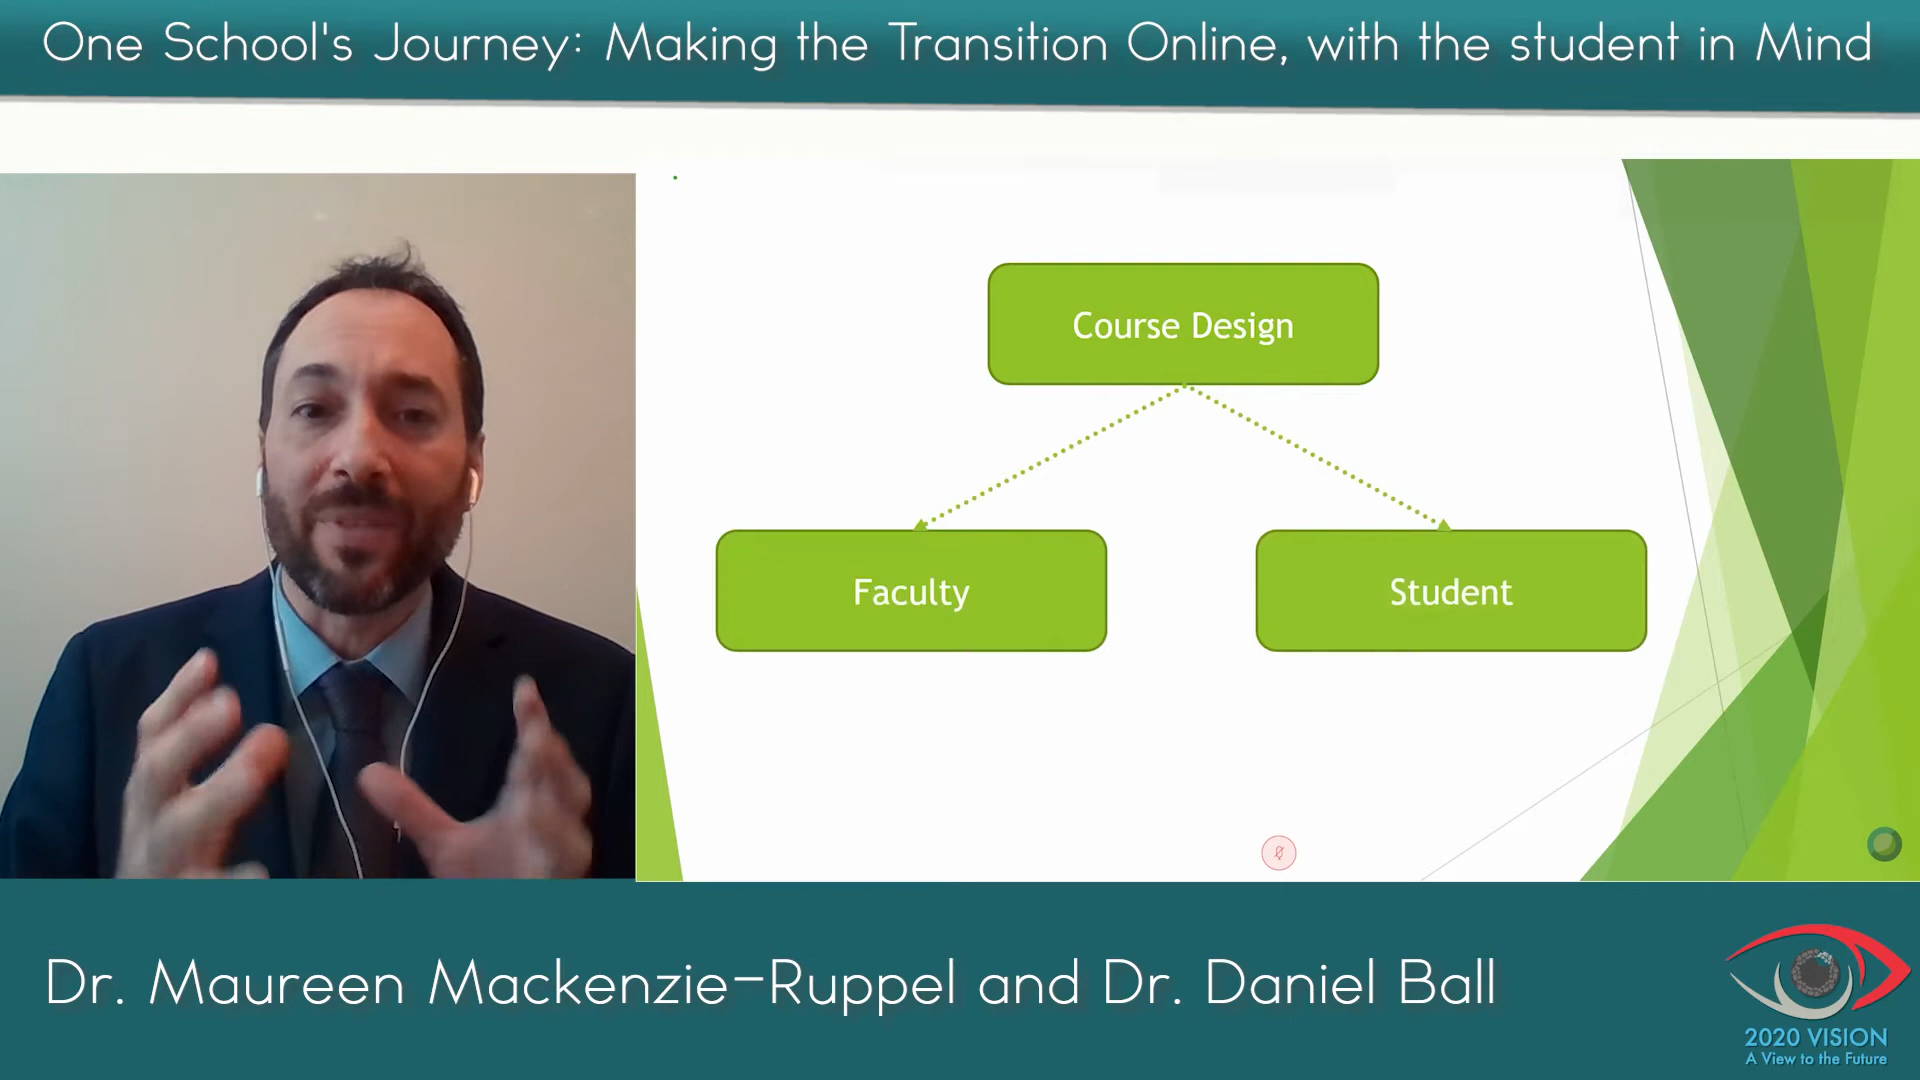 One School's Journey: Making the Transition Online, with the student in Mind
Course Design
Faculty
Student
Dr. Maureen Mackenzie-Ruppel and Dr. Daniel Ball
2020 VISION
A View to the Future